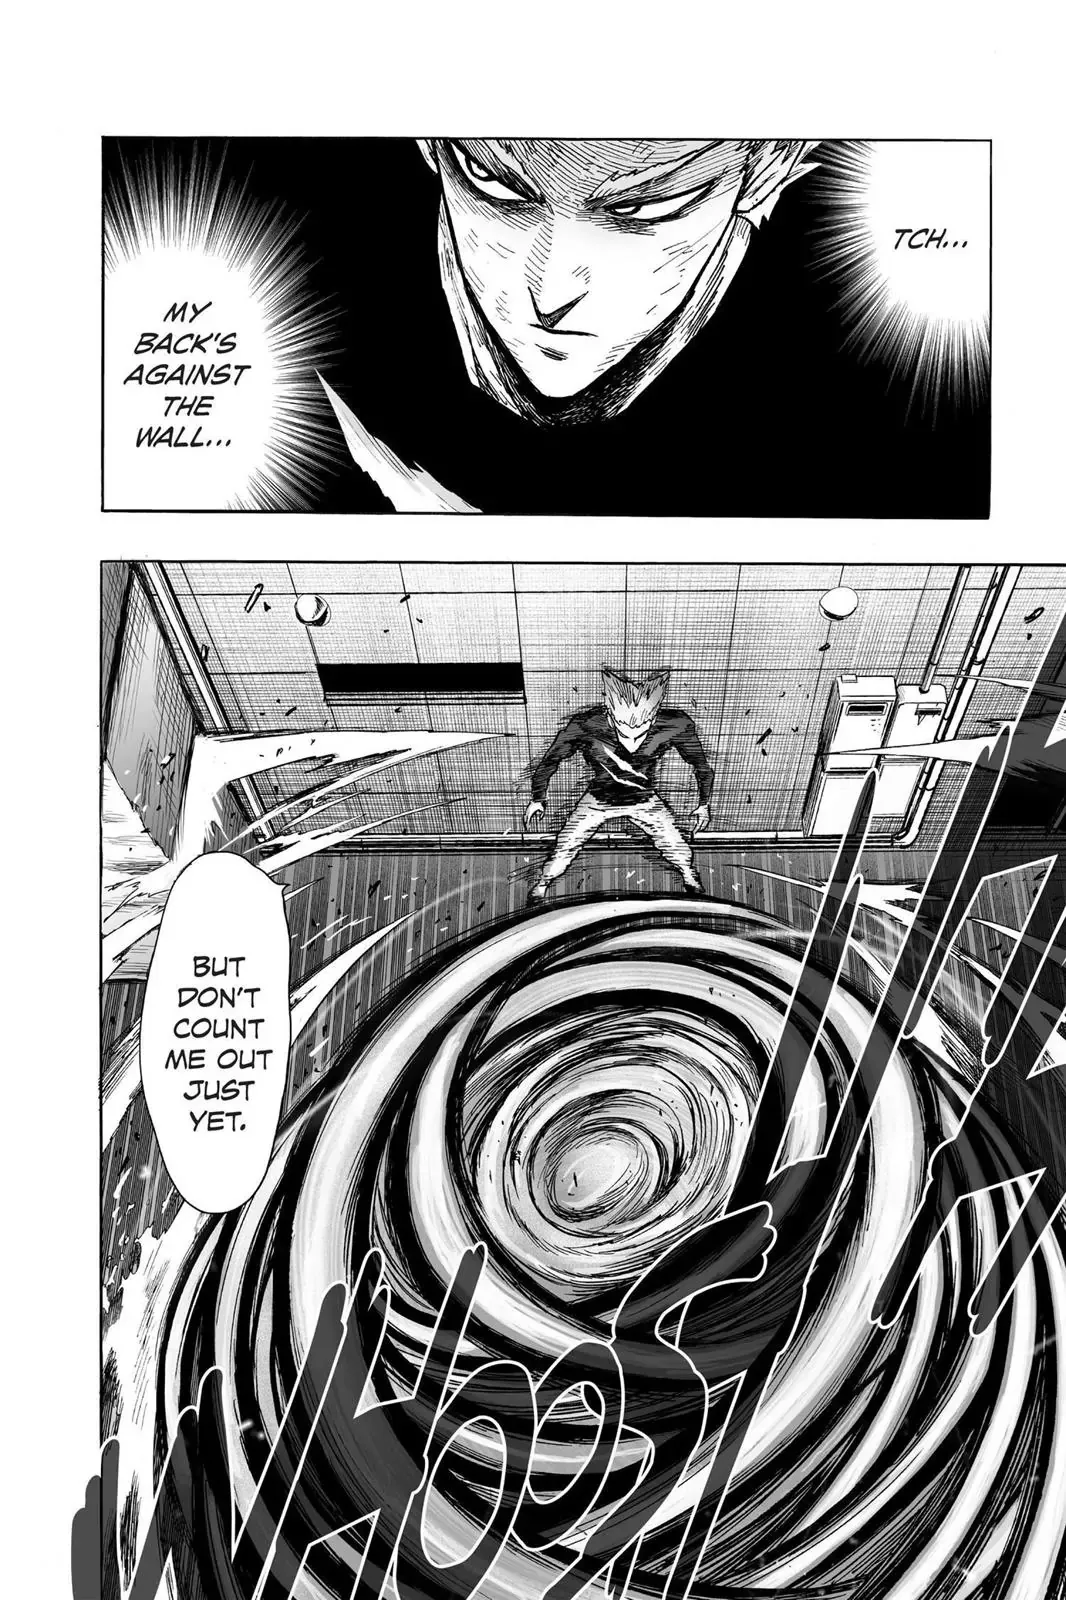 TCH...
MY
BACK'S
AGAINST
THE
WALL...
BUT
DON'T
COUNT
ME OUT
JUST
YET.
WHOOSH